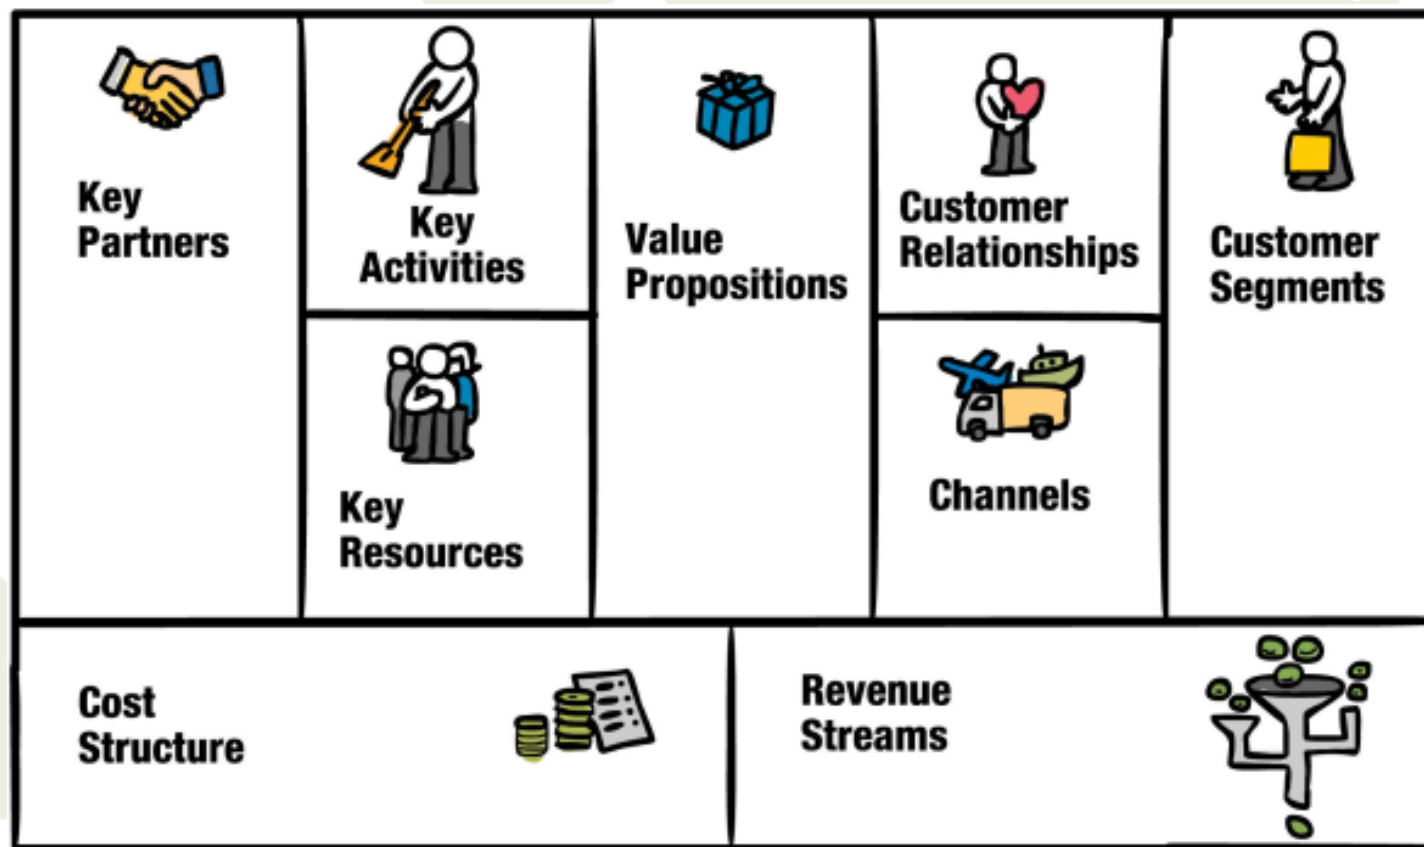 Key
Partners
Key
Activities
Key
Resources
Value
Propositions
Customer
Relationships
Channels
Customer
Segments
Cost
Structure
Revenue
Streams